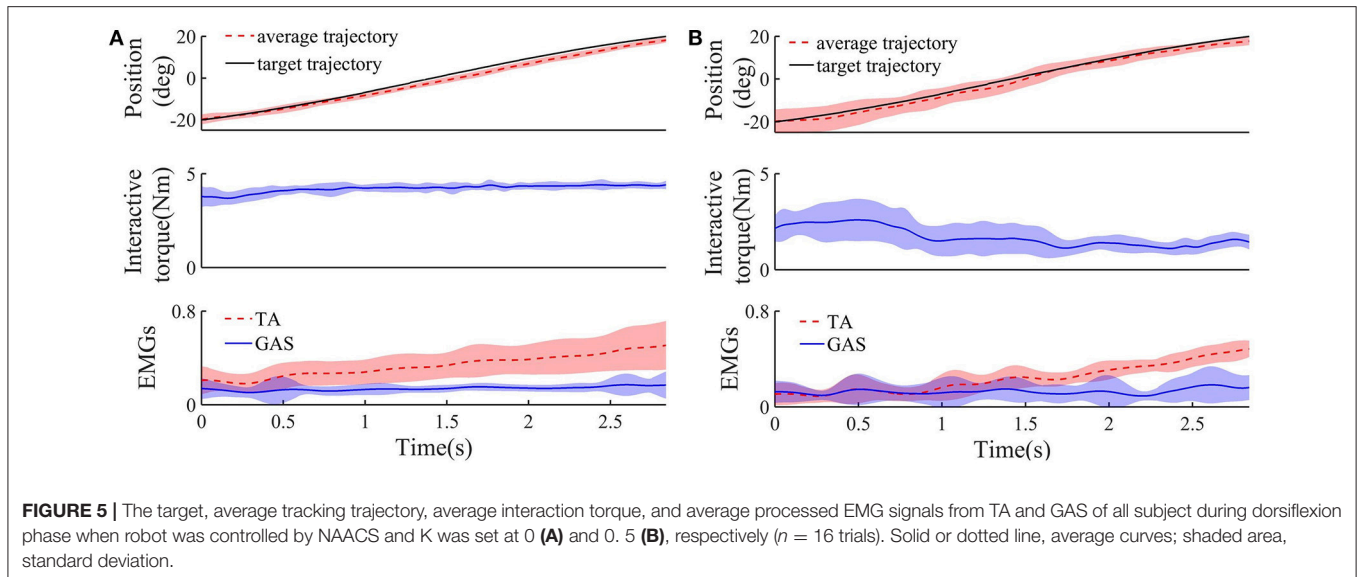 A
20
0
-20
Position
(deg)
average trajectory
target trajectory
5
0
Interactive
torque(Nm)
0.8
0
EMGs
TA
GAS
0 0.5 1 1.5 2 2.5
Time(s)
B
20
0
-20
Position
(deg)
average trajectory
target trajectory
5
0
Interactive
torque(Nm)
0.8
0
EMGs
TA
GAS
0 0.5 1 1.5 2 2.5
Time(s)
FIGURE 5 | The target, average tracking trajectory, average interaction torque, and average processed EMG signals from TA and GAS of all subject during dorsiflexion
phase when robot was controlled by NAACS and K was set at 0 (A) and 0. 5 (B), respectively (n = 16 trials). Solid or dotted line, average curves; shaded area,
standard deviation.